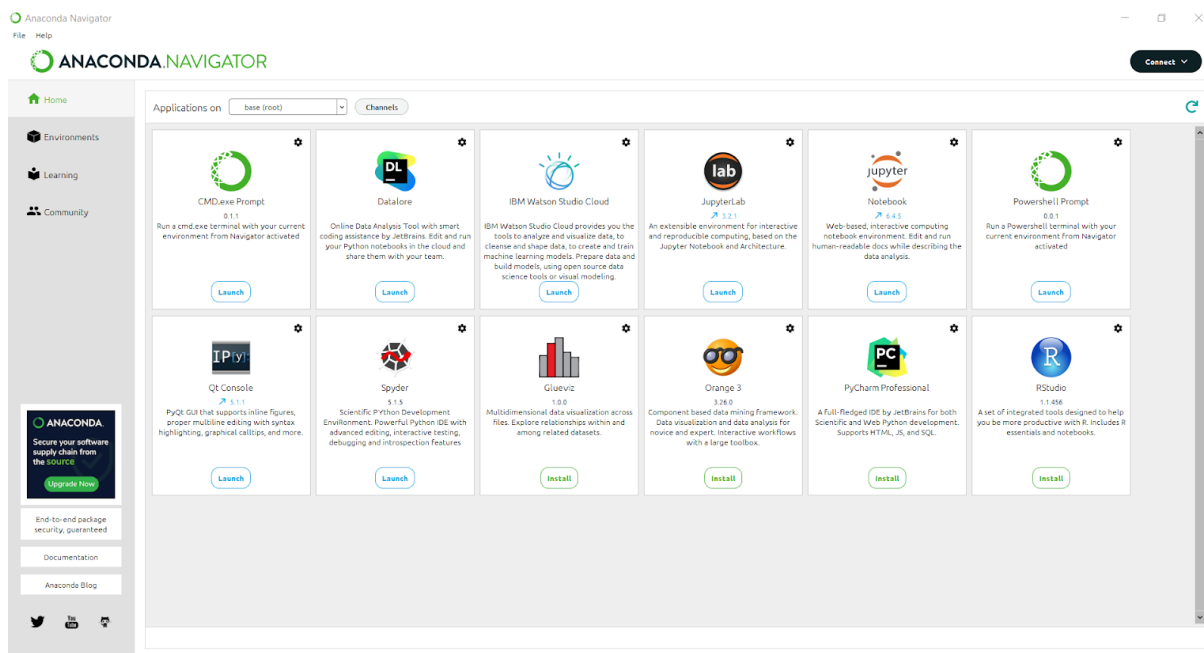 Anaconda Navigator
File Help
ANACONDA.NAVIGATOR
Connect
Home
Environments
Learning
Community
ANACONDA.
Secure your software
supply chain from
the source
Upgrade Now
End-to-end package
security, guaranteed
Documentation
Anaconda Blog
You
Tube
Applications on base (root) Channels
CMD.exe Prompt
0.1.1
Run a cmd.exe terminal with your current
environment from Navigator activated
Launch
DL
Datalore
Online Data Analysis Tool with smart
coding assistance by JetBrains. Edit and run
your Python notebooks in the cloud and
share them with your team.
Launch
IBM Watson Studio Cloud
IBM Watson Studio Cloud provides you the
tools to analyze and visualize data, to
cleanse and shape data, to create and train
machine learning models. Prepare data and
build models, using open source data
science tools or visual modeling.
Launch
lab
JupyterLab
3.2.1
An extensible environment for interactive
and reproducible computing, based on the
Jupyter Notebook and Architecture.
Launch
jupyter
Notebook
6.4.5
Web-based, interactive computing
notebook environment. Edit and run
human-readable docs while describing the
data analysis.
Launch
Powershell Prompt
0.0.1
Run a Powershell terminal with your
current environment from Navigator
activated
Launch
IP[y]:
Qt Console
5.1.1
PyQt GUI that supports inline figures,
proper multiline editing with syntax
highlighting, graphical calltips, and more.
Launch
Spyder
5.1.5
Scientific PYthon Development
EnviRonment. Powerful Python IDE with
advanced editing, interactive testing,
debugging and introspection features
Launch
Glueviz
1.0.0
Multidimensional data visualization across
files. Explore relationships within and
among related datasets.
Install
Orange 3
3.26.0
Component based data mining framework.
Data visualization and data analysis for
novice and expert. Interactive workflows
with a large toolbox.
Install
PC
PyCharm Professional
A full-fledged IDE by JetBrains for both
Scientific and Web Python development.
Supports HTML, JS, and SQL.
Install
R
RStudio
1.1.456
A set of integrated tools designed to help
you be more productive with R. Includes R
essentials and notebooks.
Install